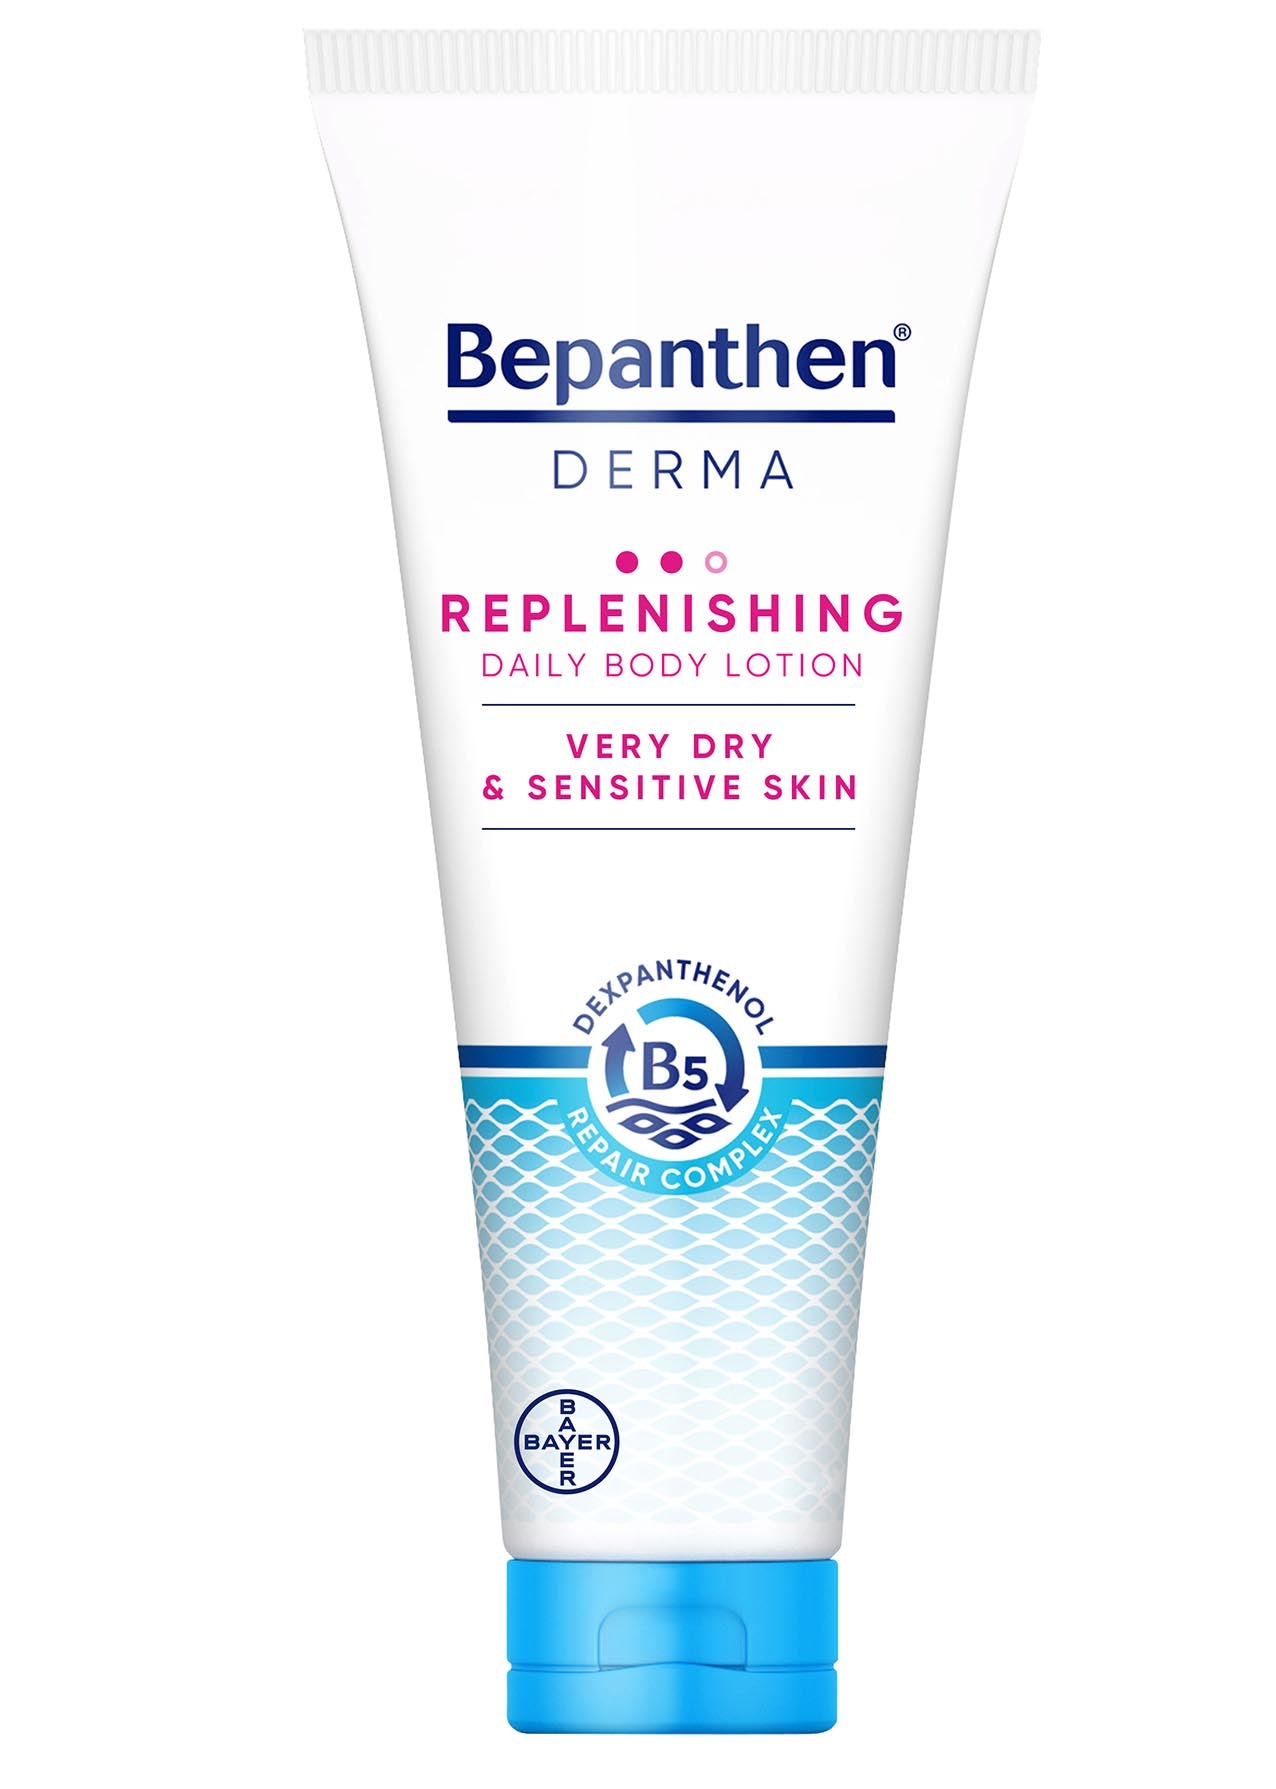 Bepanthen®
DERMA
REPLENISHING
DAILY BODY LOTION
VERY DRY
& SENSITIVE SKIN
DEXPANTHENOL
B5
REPAIR COMPLEX
BAYER
BAYER